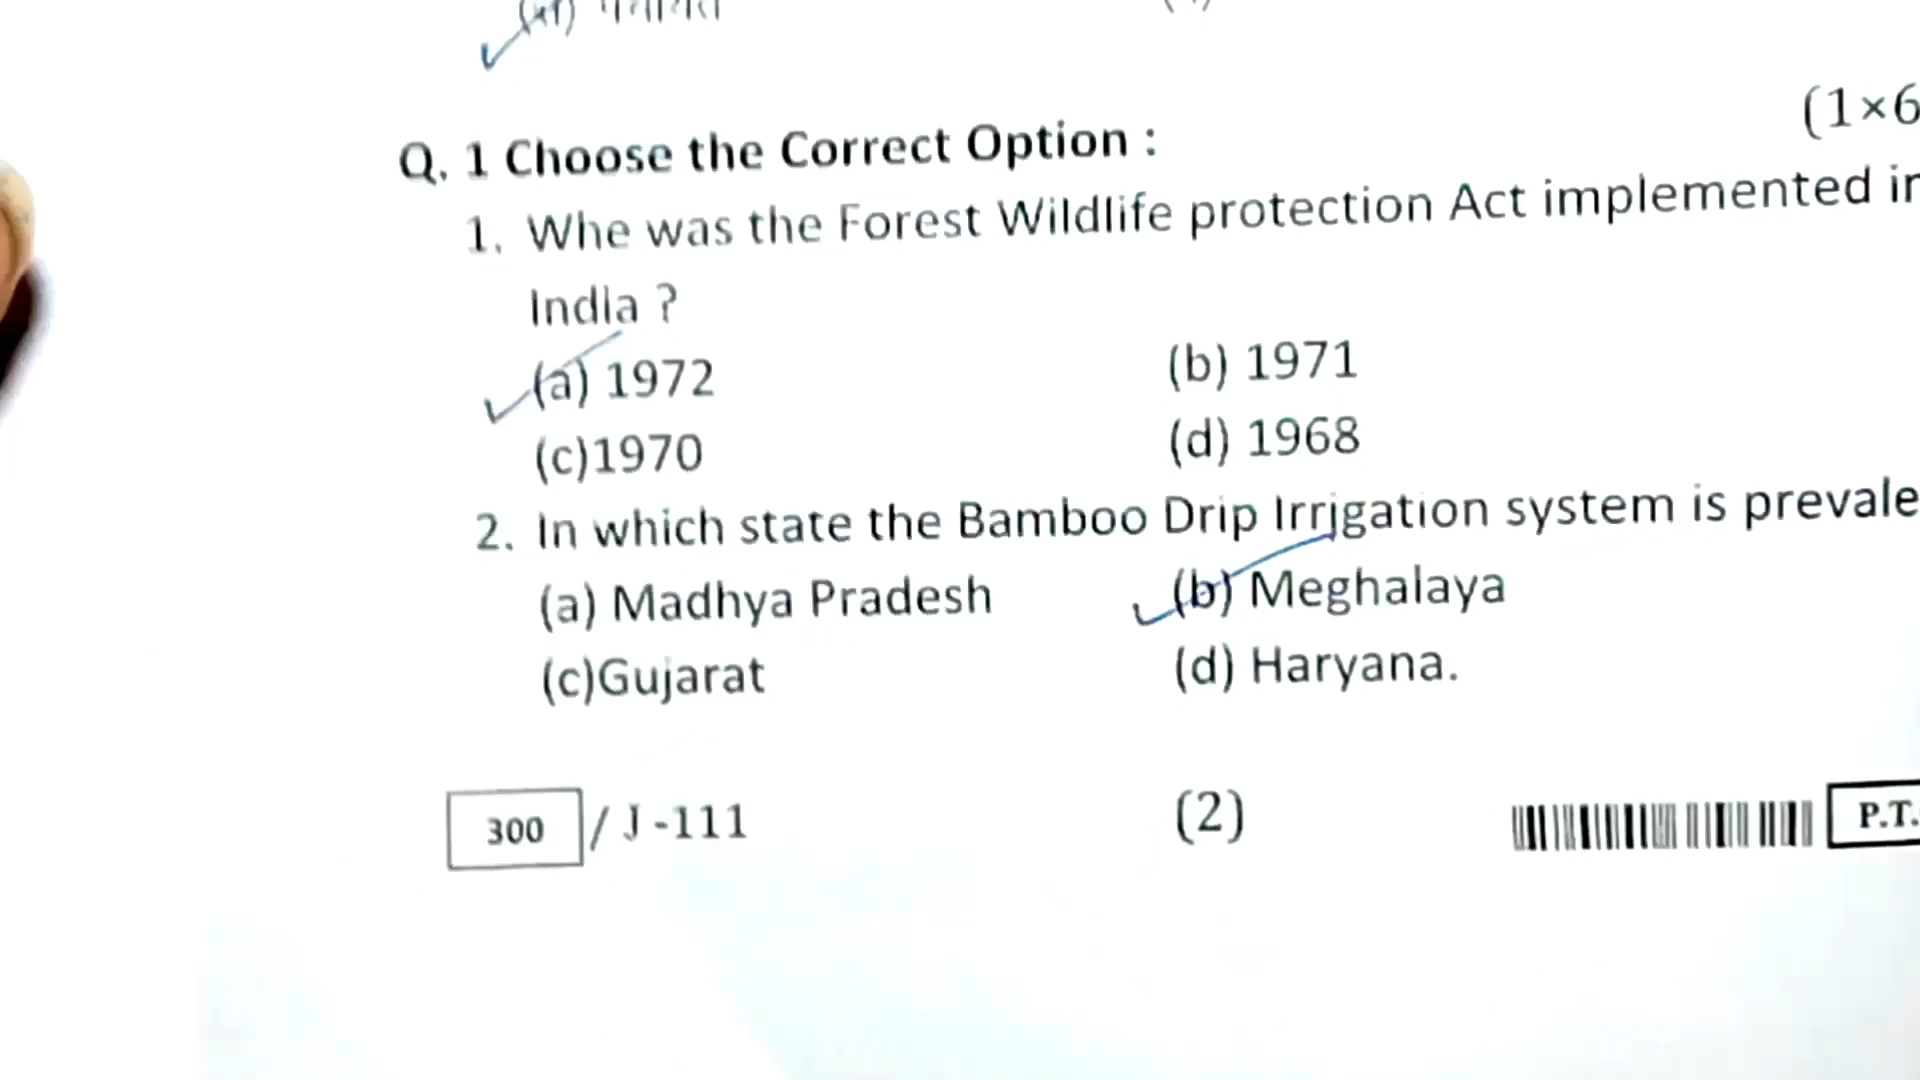 Q. 1 Choose the Correct Option :
(1×6
1. Whe was the Forest Wildlife protection Act implemented in
India ?
(a) 1972 (b) 1971
(c)1970 (d) 1968
2. In which state the Bamboo Drip Irrigation system is prevale
(a) Madhya Pradesh (b) Meghalaya
(c)Gujarat (d) Haryana.
300 / J-111 (2) P.T.